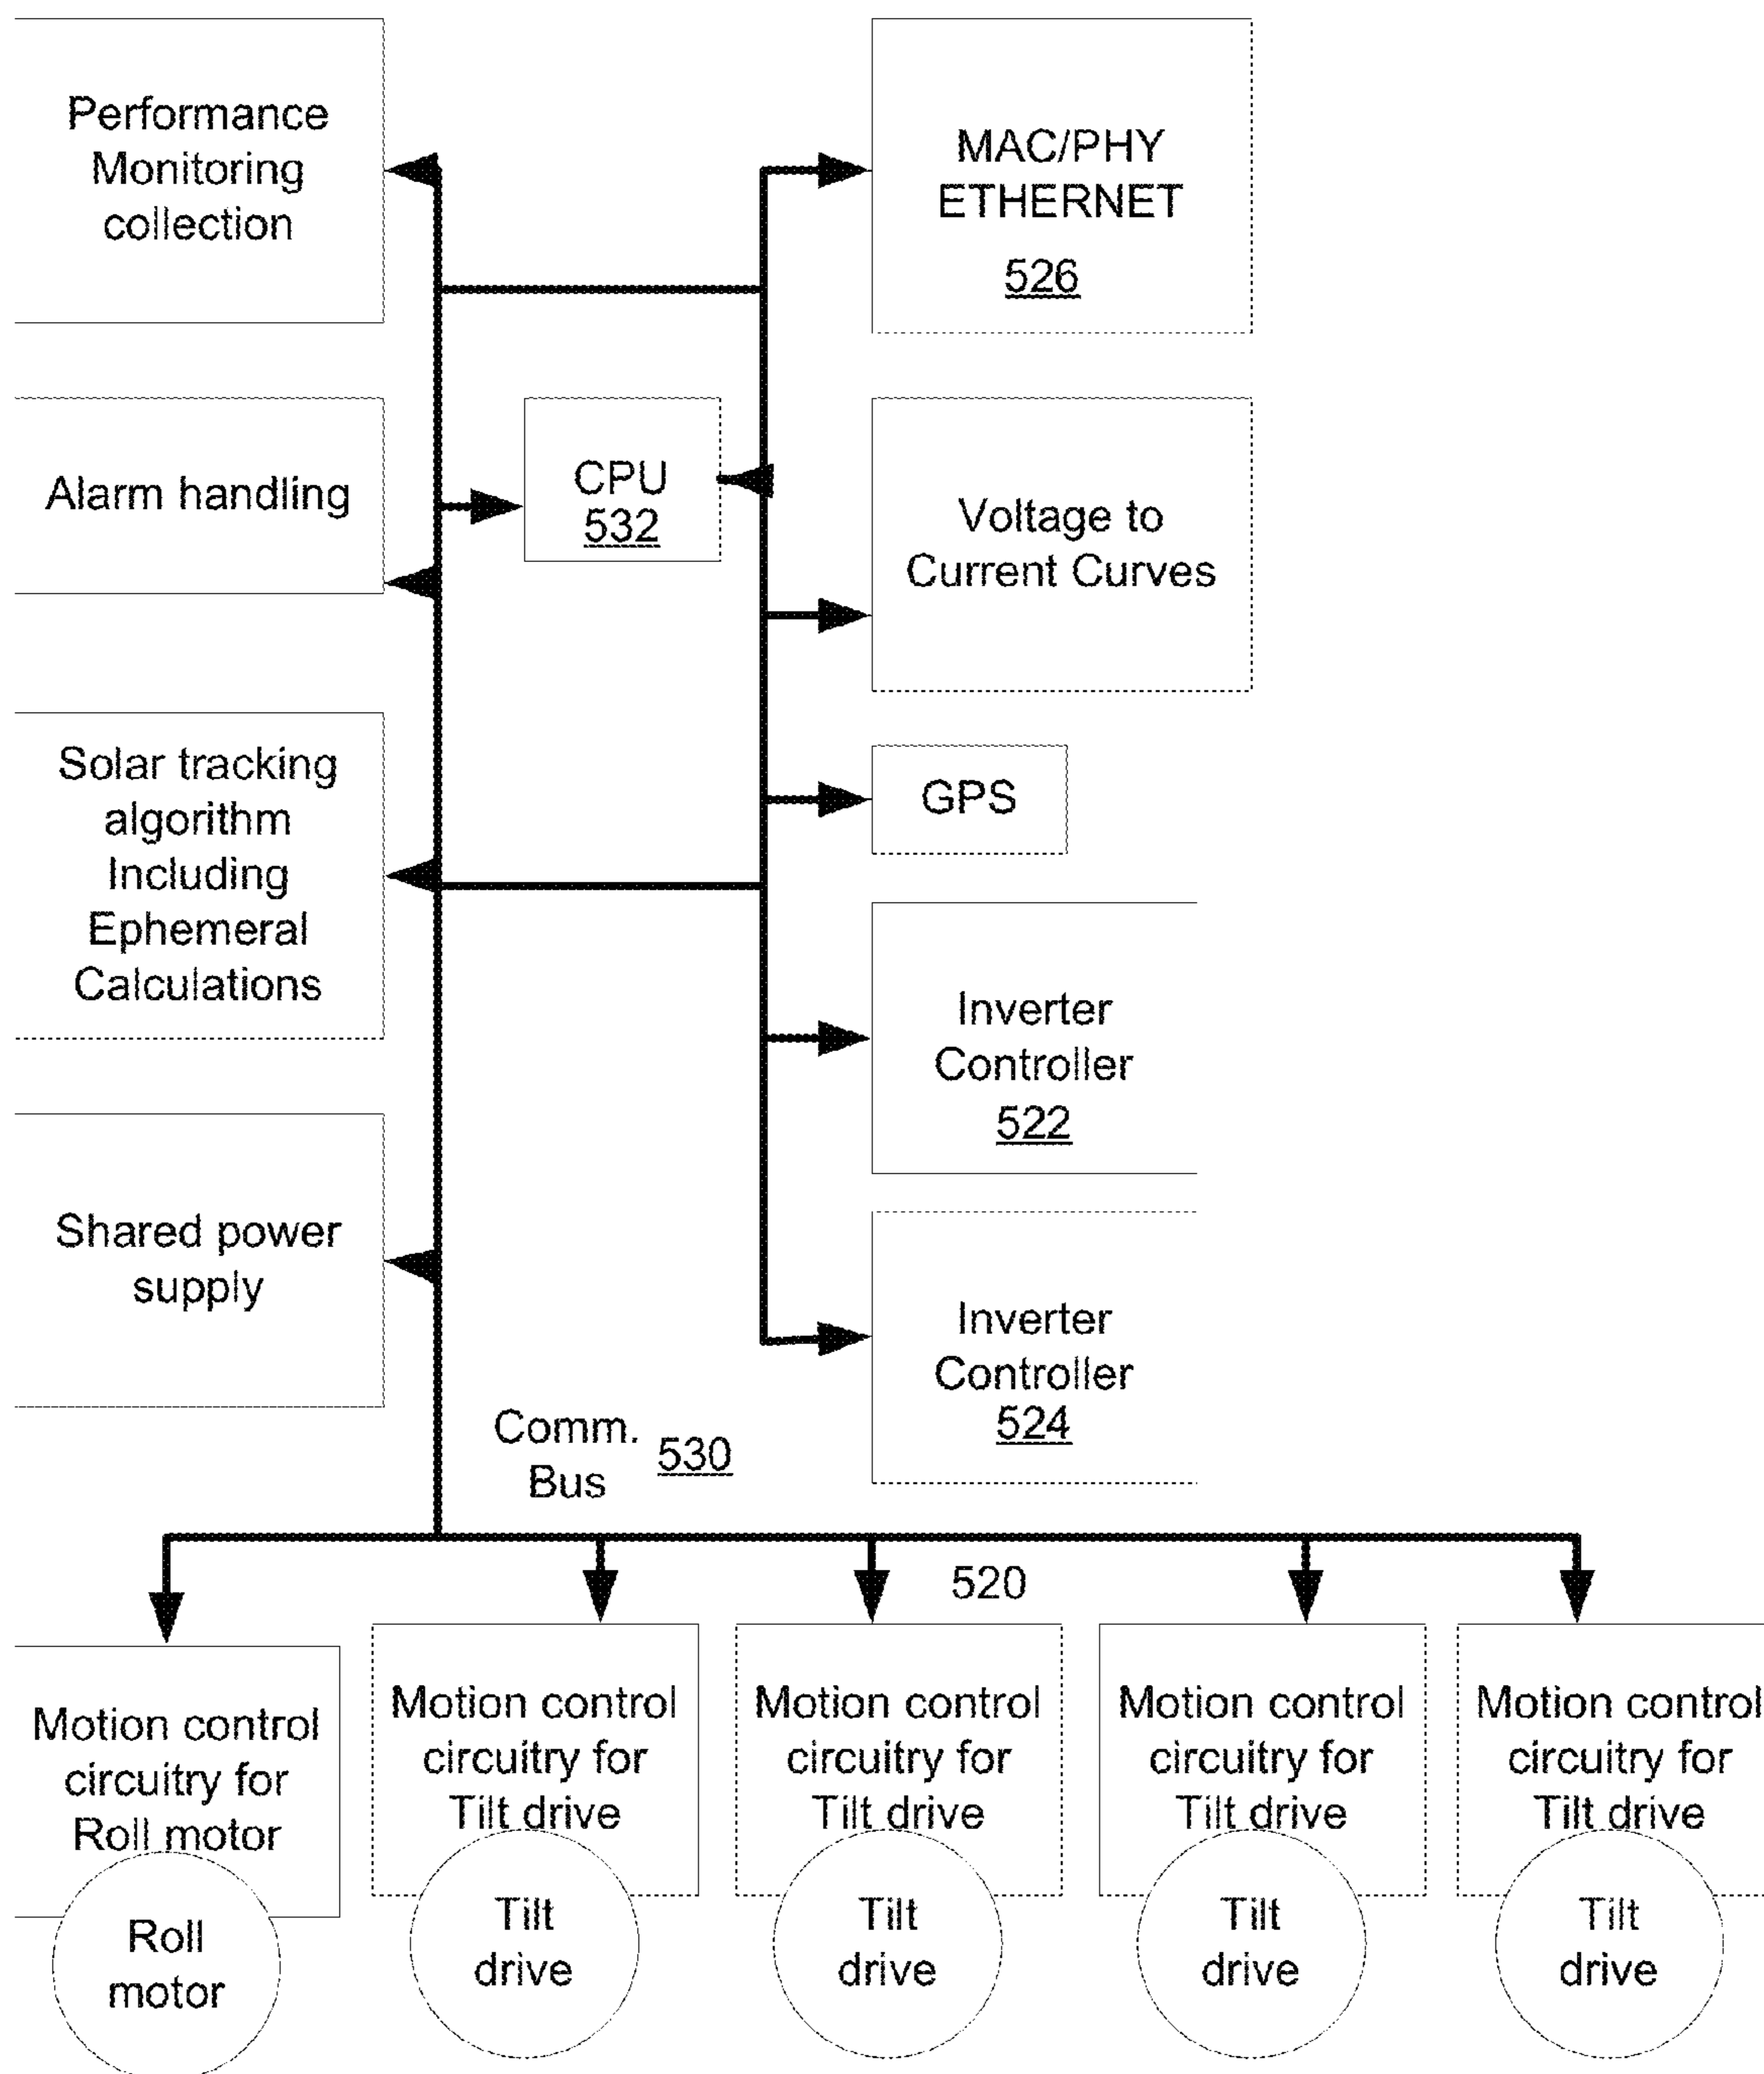 Performance
Monitoring
collection
MAC/PHY
ETHERNET
526
Alarm handling
CPU
532
Voltage to
Current Curves
Solar tracking
algorithm
Including
Ephemeral
Calculations
GPS
Inverter
Controller
522
Shared power
supply
Inverter
Controller
524
Comm.
Bus
530
520
Motion control
circuitry for
Roll motor
Roll
motor
Motion control
circuitry for
Tilt drive
Tilt
drive
Motion control
circuitry for
Tilt drive
Tilt
drive
Motion control
circuitry for
Tilt drive
Tilt
drive
Motion control
circuitry for
Tilt drive
Tilt
drive